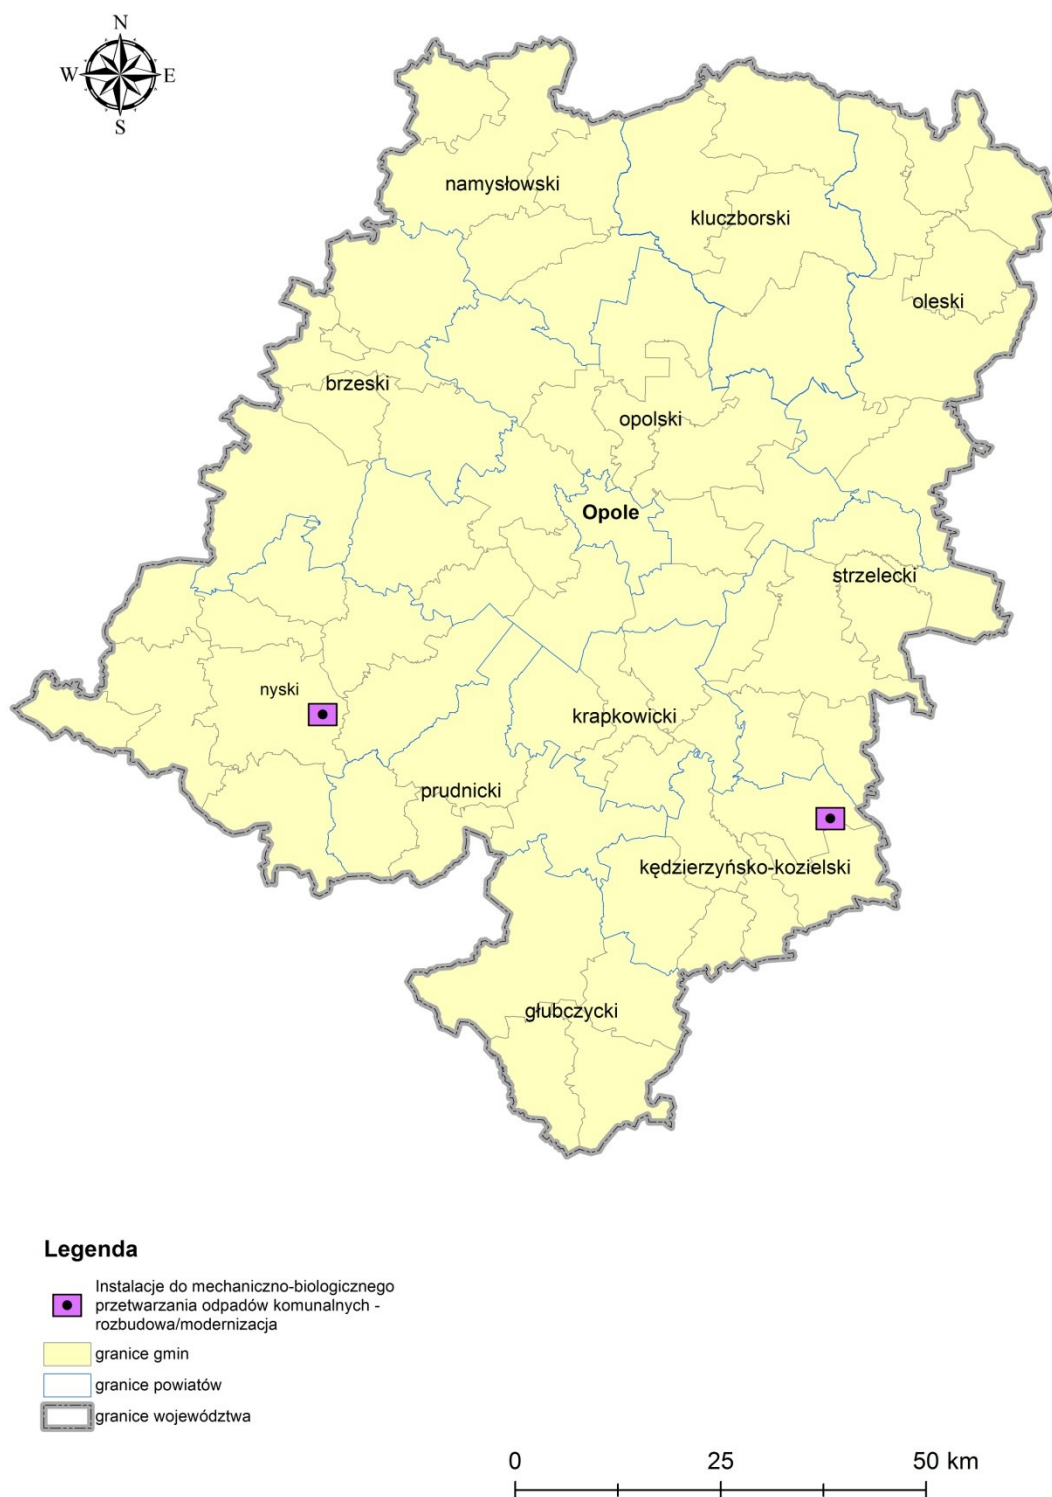 N
W E
S
namysłowski
kluczborski
oleski
brzeski
opolski
Opole
strzelecki
nyski
krapkowicki
prudnicki
kędzierzyńsko-kozielski
głubczycki
Legenda
Instalacje do mechaniczno-biologicznego
przetwarzania odpadów komunalnych -
rozbudowa/modernizacja
granice gmin
granice powiatów
granice województwa
0 25 50 km